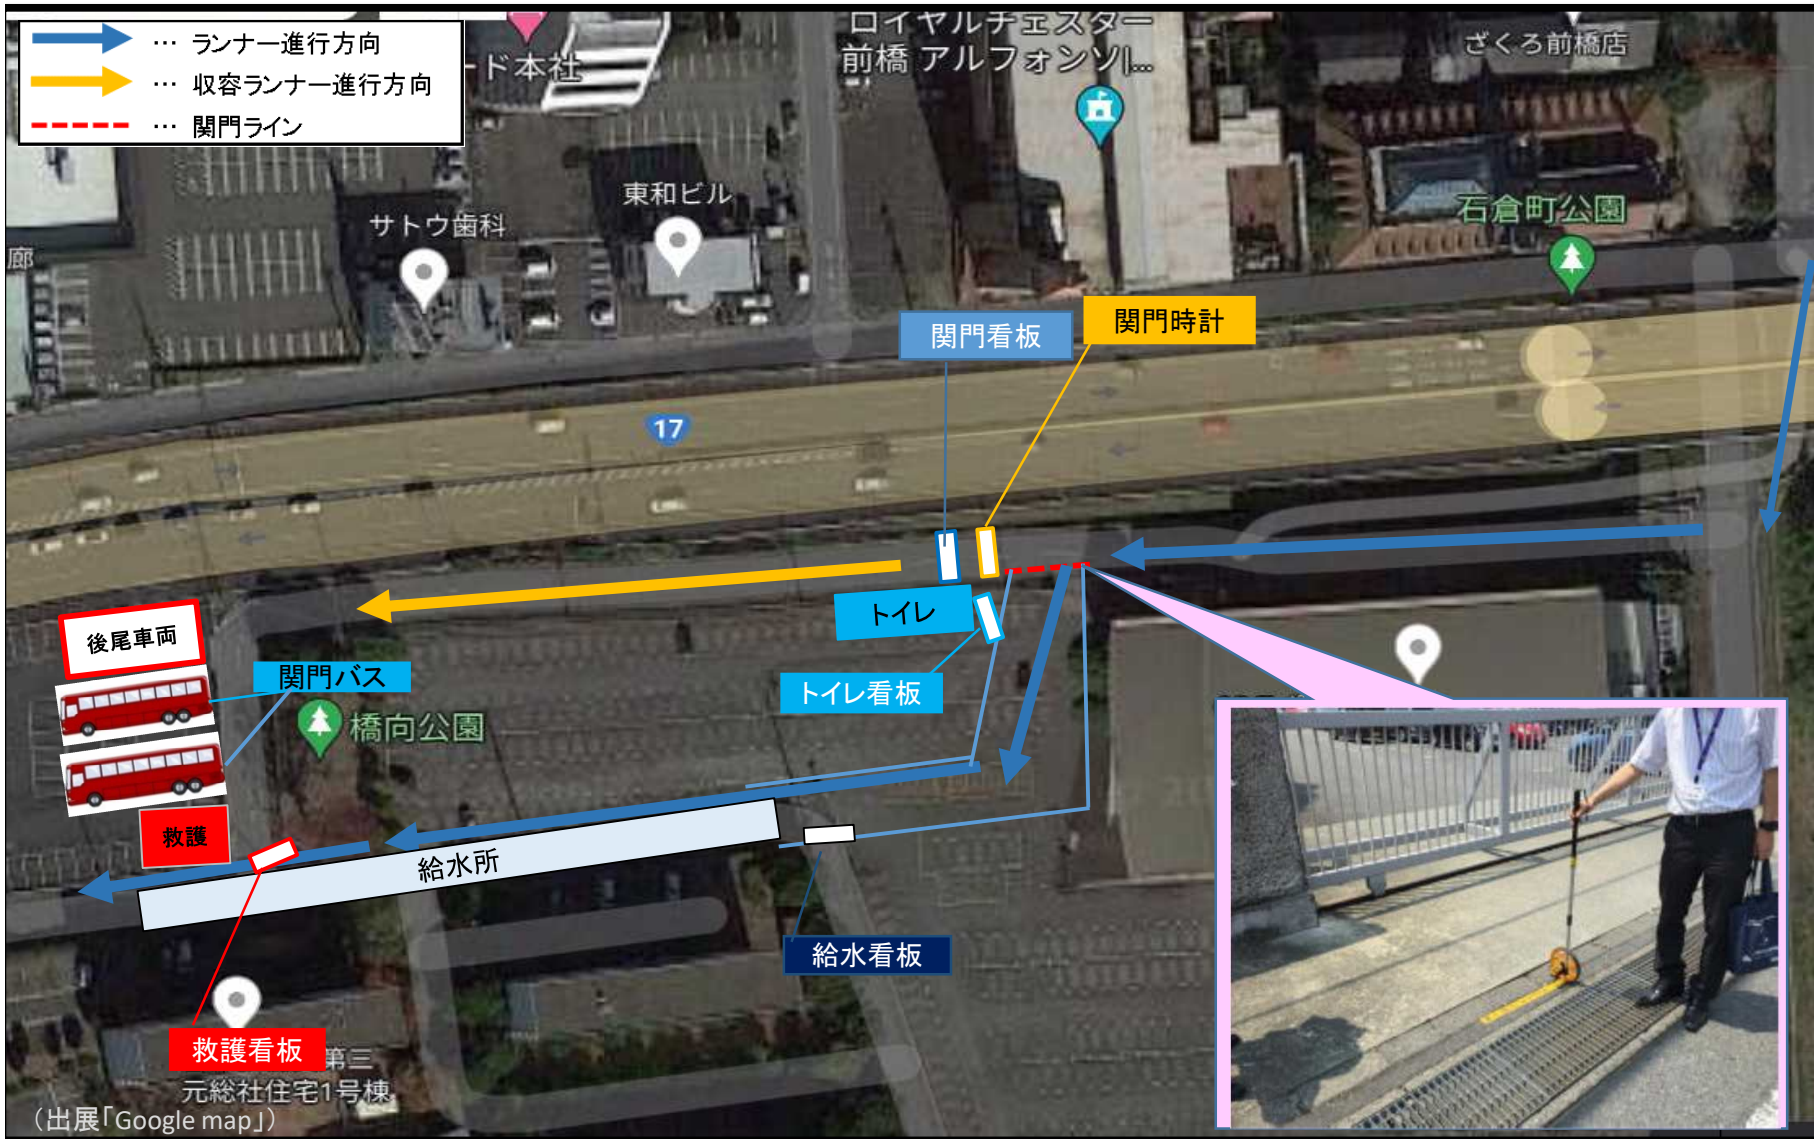 … ランナー進行方向
… 収容ランナー進行方向
… 関門ライン
ード本社
ロイヤルチェスター
前橋 アルフォンソ|...
ざくろ前橋店
東和ビル
サトウ歯科
石倉町公園
廊
関門看板
関門時計
17
トイレ
後尾車両
関門バス
トイレ看板
橋向公園
救護
給水所
給水看板
救護看板
第三
元総社住宅1号棟
（出展｢Google map｣）